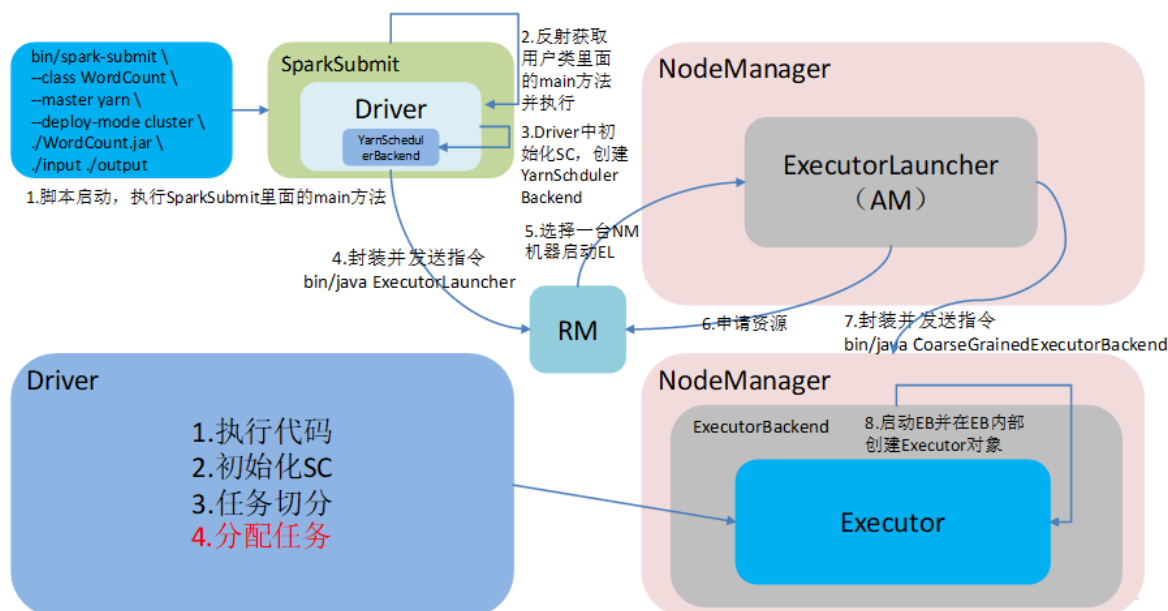 bin/spark-submit \
--class WordCount \
--master yarn \
--deploy-mode cluster \
./WordCount.jar \
./input ./output
1.脚本启动，执行SparkSubmit里面的main方法
SparkSubmit
Driver
YarnSchedul
erBackend
2.反射获取
用户类里面
的main方法
并执行
3.Driver中初
始化SC，创建
YarnSchduler
Backend
4.封装并发送指令
bin/java ExecutorLauncher
5.选择一台NM
机器启动EL
RM
NodeManager
ExecutorLauncher
（AM）
6.申请资源
7.封装并发送指令
bin/java CoarseGrainedExecutorBackend
Driver
1.执行代码
2.初始化SC
3.任务切分
4.分配任务
NodeManager
ExecutorBackend
8.启动EB并在EB内部
创建Executor对象
Executor